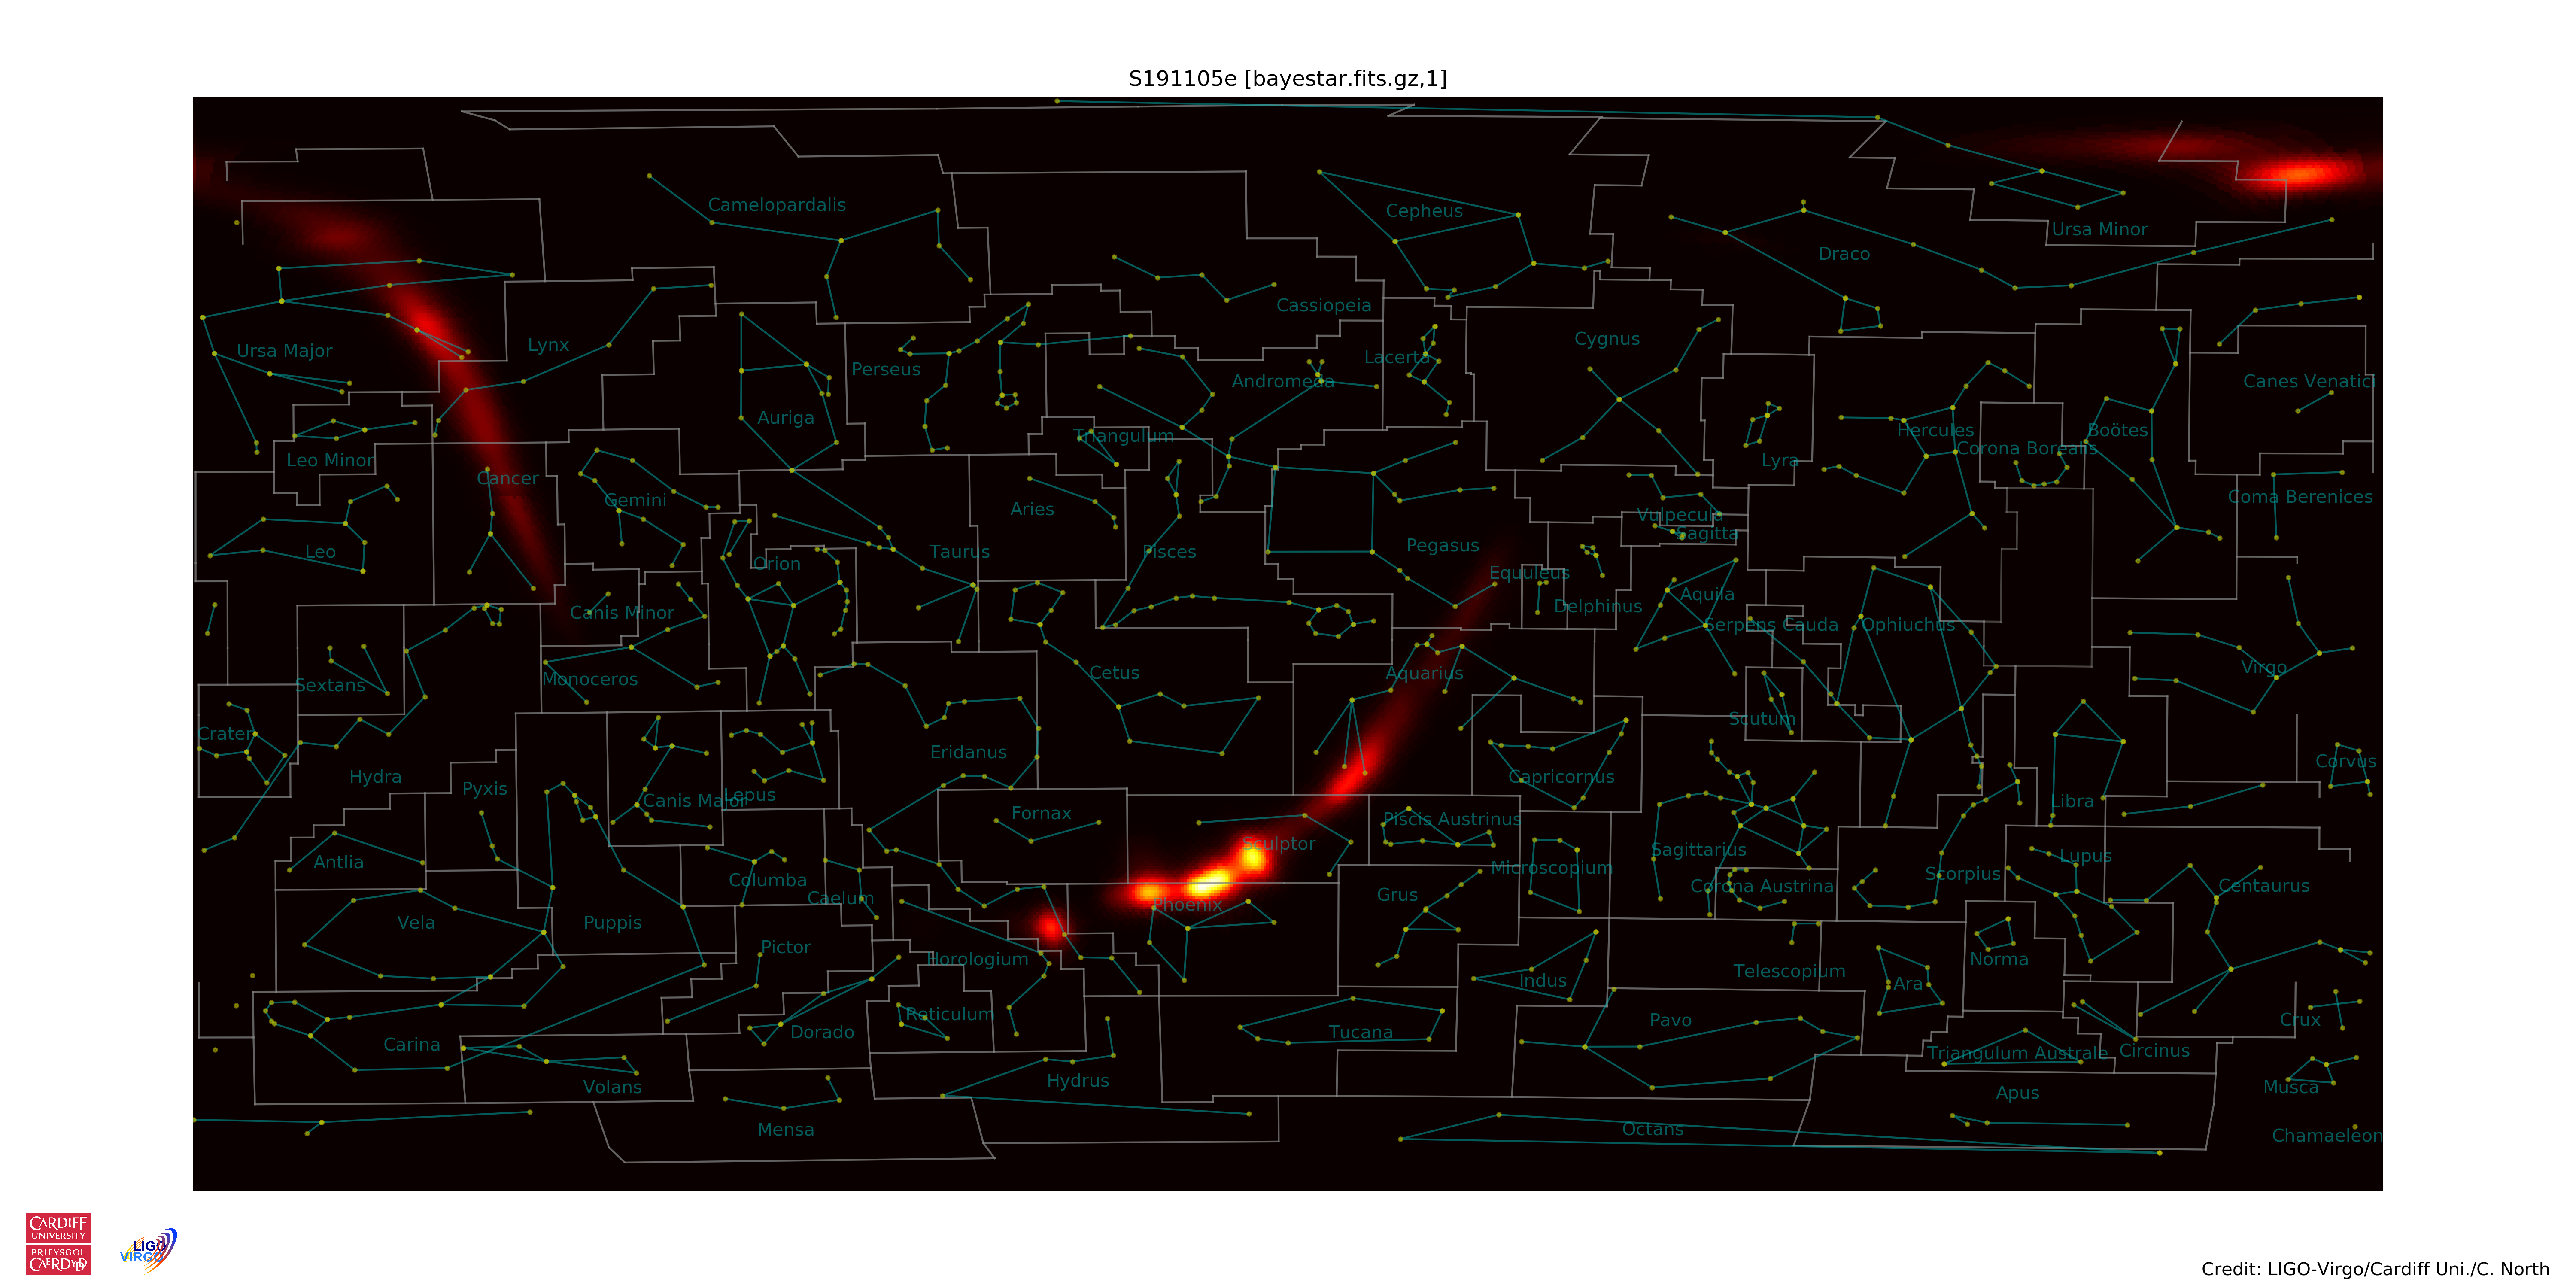 S191105e [bayestar.fits.gz,1]
Camelopardalis
Cepheus
Ursa Minor
Draco
Cassiopeia
Ursa Major
Lynx
Perseus
Lacerta
Cygnus
Andromeda
Canes Venatici
Auriga
Triangulum
Hercules
Boötes
Corona Borealis
Leo Minor
Lyra
Cancer
Gemini
Aries
Coma Berenices
Vulpecula
Sagitta
Leo
Orion
Taurus
Pisces
Pegasus
Equuleus
Delphinus
Aquila
Canis Minor
Serpens Cauda
Ophiuchus
Sextans
Monoceros
Cetus
Aquarius
Virgo
Crater
Scutum
Hydra
Eridanus
Capricornus
Corvus
Pyxis
Canis Major
Lepus
Libra
Fornax
Piscis Austrinus
Antlia
Sculptor
Sagittarius
Lupus
Columba
Microscopium
Scorpius
Caelum
Phoenix
Grus
Corona Austrina
Centaurus
Vela
Puppis
Pictor
Horologium
Indus
Telescopium
Norma
Ara
Reticulum
Carina
Dorado
Tucana
Pavo
Crux
Triangulum Australe
Circinus
Volans
Hydrus
Apus
Musca
Mensa
Octans
Chamaeleon
CARDIFF
UNIVERSITY
PRIFYSGOL
CAERDYDD
LIGO
VIRGO
Credit: LIGO-Virgo/Cardiff Uni./C. North